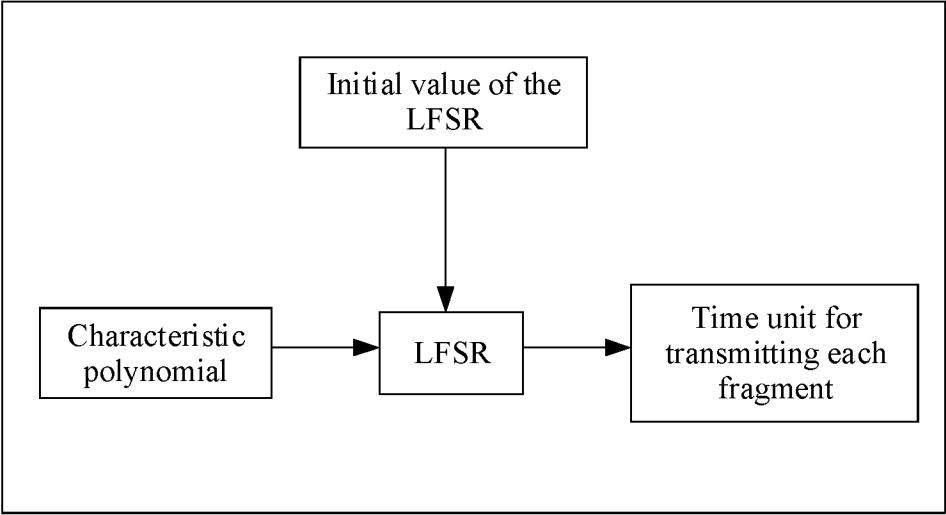 Initial value of the
LFSR
Characteristic
polynomial
LFSR
Time unit for
transmitting each
fragment